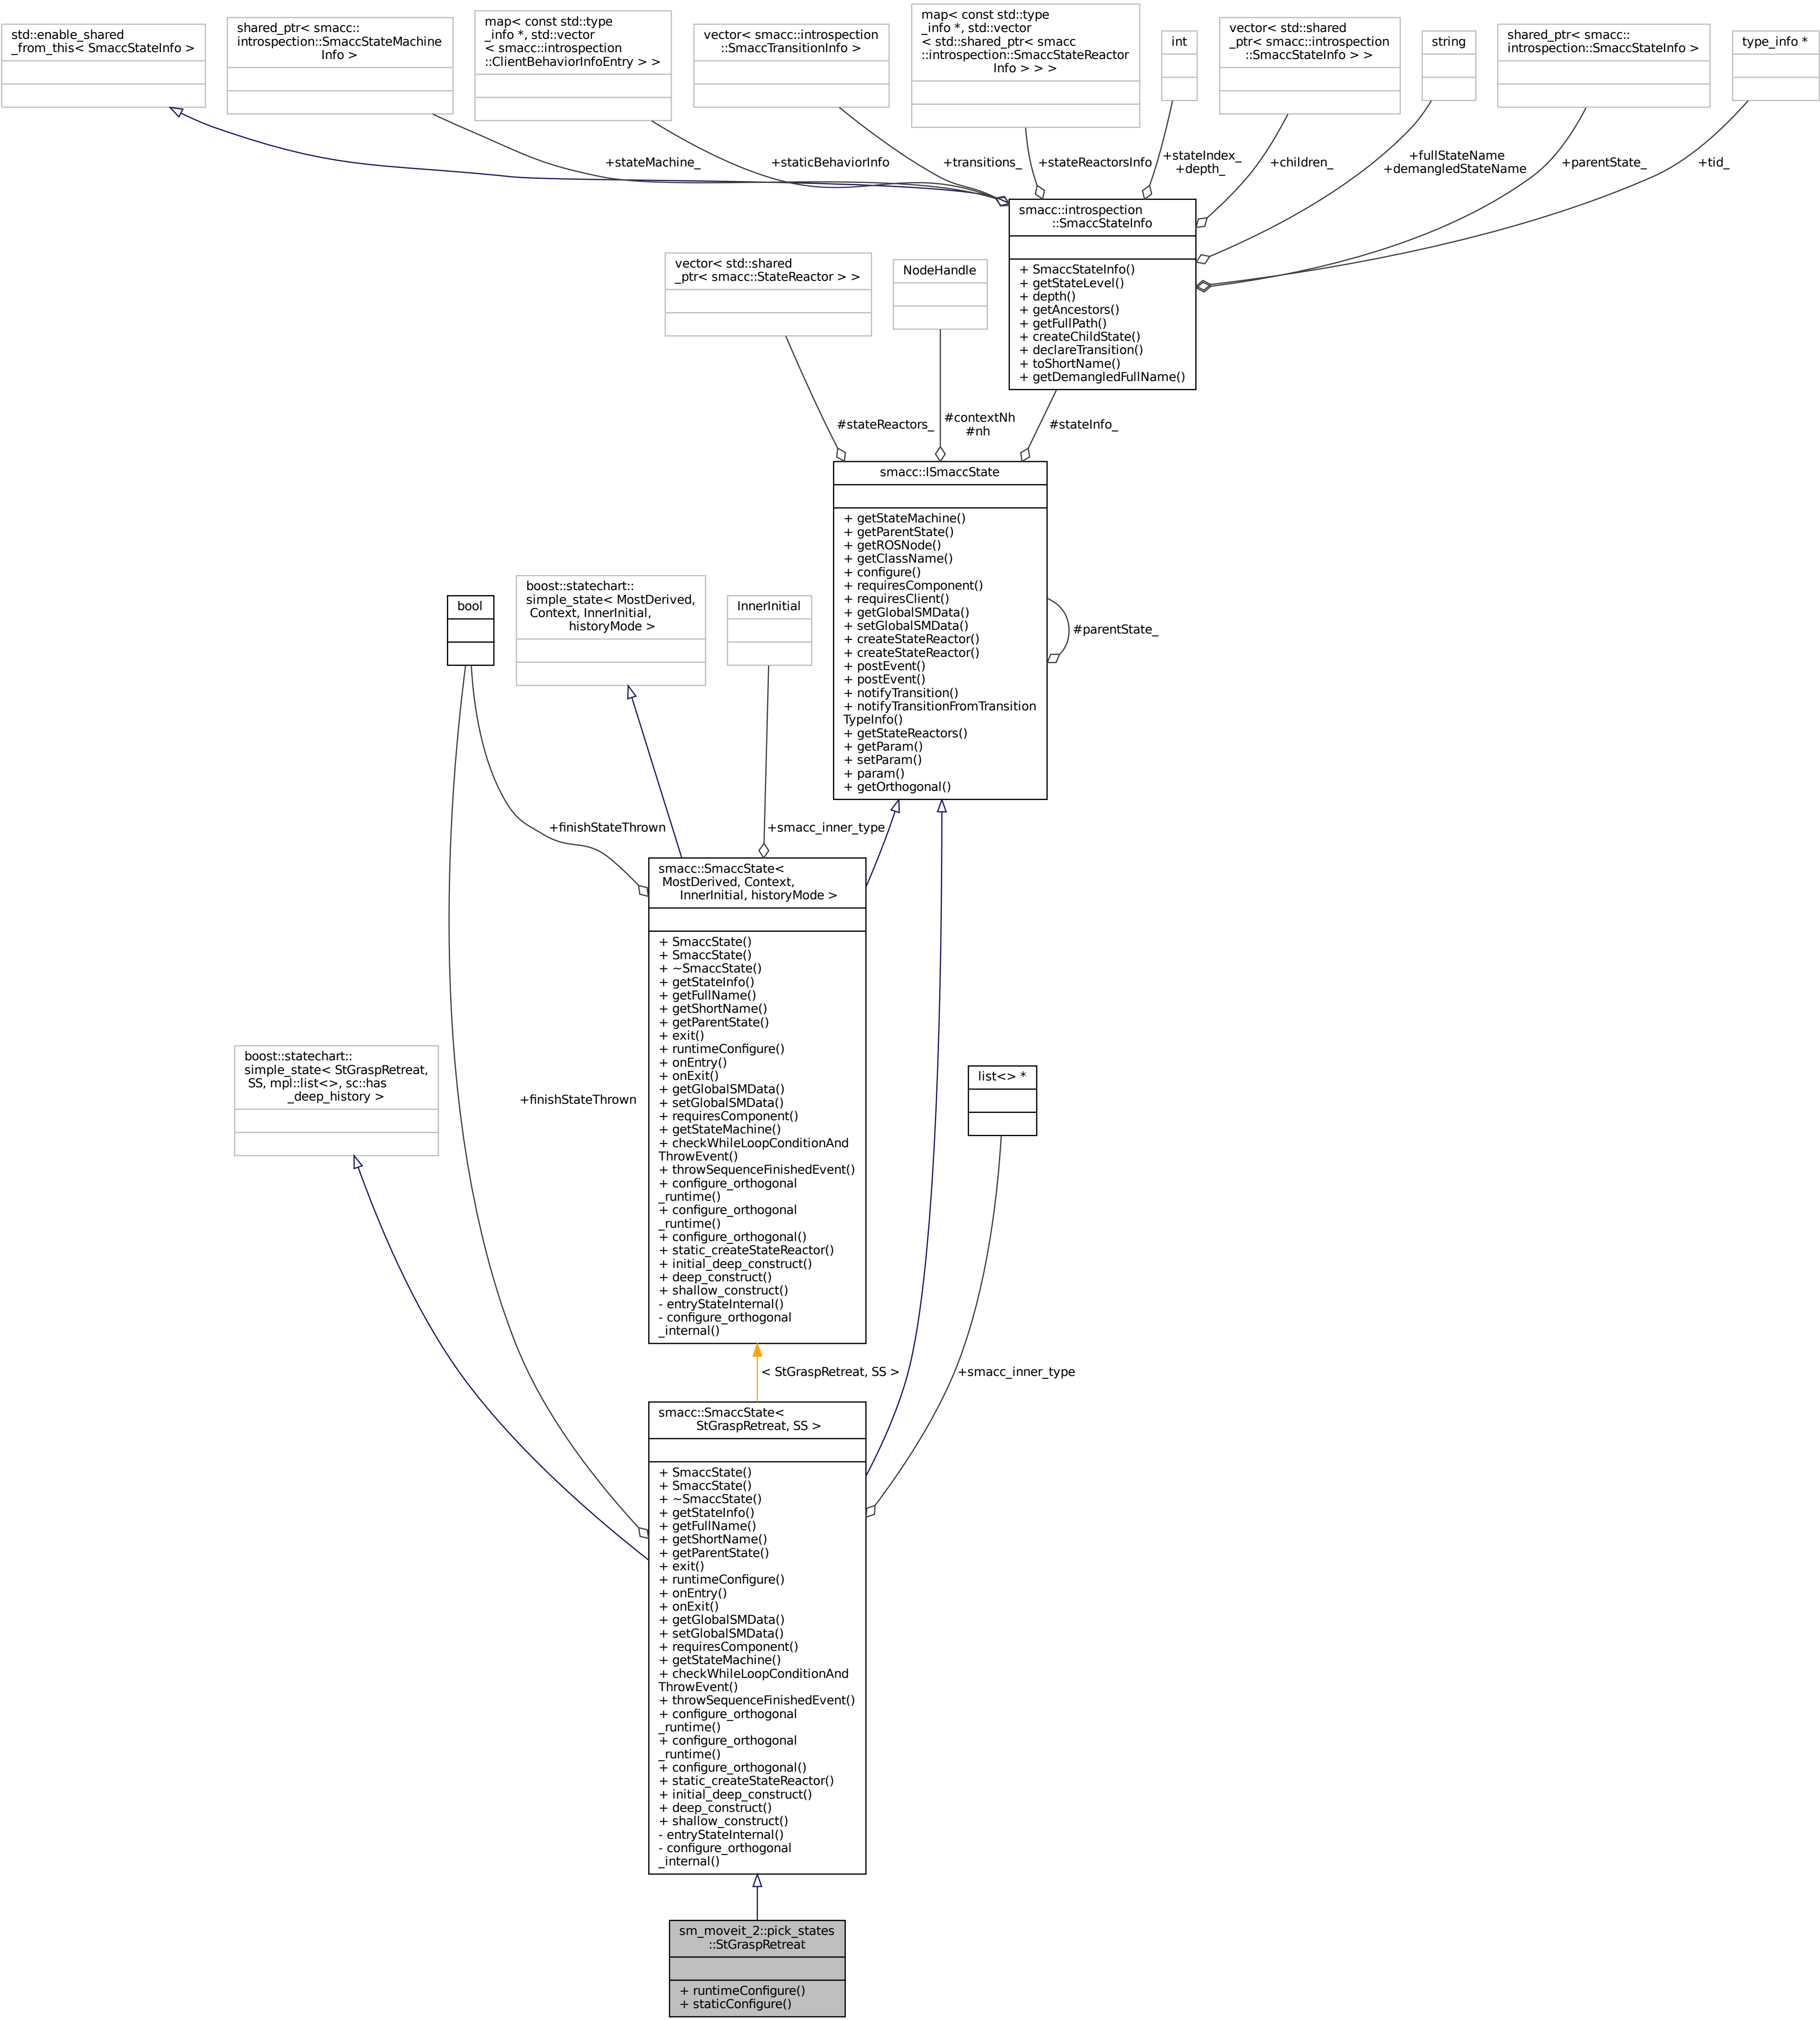 std::enable_shared
_from_this< SmaccStateInfo >
shared_ptr< smacc::
introspection::SmaccStateMachine
Info >
map< const std::type
_info *, std::vector
< smacc::introspection
::ClientBehaviorInfoEntry > >
vector< smacc::introspection
::SmaccTransitionInfo >
map< const std::type
_info *, std::vector
< std::shared_ptr< smacc
::introspection::SmaccStateReactor
Info > > >
int
vector< std::shared
_ptr< smacc::introspection
::SmaccStateInfo > >
string
shared_ptr< smacc::
introspection::SmaccStateInfo >
type_info *
+stateMachine_
+staticBehaviorInfo
+transitions_
+stateReactorsInfo
+stateIndex_
+depth_
+children_
+fullStateName
+demangledStateName
+parentState_
+tid_
smacc::introspection
::SmaccStateInfo
+ SmaccStateInfo()
+ getStateLevel()
+ depth()
+ getAncestors()
+ getFullPath()
+ createChildState()
+ declareTransition()
+ toShortName()
+ getDemangledFullName()
vector< std::shared
_ptr< smacc::StateReactor > >
NodeHandle
#stateReactors_
#contextNh
#nh
#stateInfo_
smacc::ISmaccState
+ getStateMachine()
+ getParentState()
+ getROSNode()
+ getClassName()
+ configure()
+ requiresComponent()
+ requiresClient()
+ getGlobalSMData()
+ setGlobalSMData()
+ createStateReactor()
+ createStateReactor()
+ postEvent()
+ postEvent()
+ notifyTransition()
+ notifyTransitionFromTransition
TypeInfo()
+ getStateReactors()
+ getParam()
+ setParam()
+ param()
+ getOrthogonal()
#parentState_
bool
boost::statechart::
simple_state< MostDerived,
Context, InnerInitial,
historyMode >
InnerInitial
+finishStateThrown
+smacc_inner_type
smacc::SmaccState<
MostDerived, Context,
InnerInitial, historyMode >
+ SmaccState()
+ SmaccState()
+ ~SmaccState()
+ getStateInfo()
+ getFullName()
+ getShortName()
+ getParentState()
+ exit()
+ runtimeConfigure()
+ onEntry()
+ onExit()
+ getGlobalSMData()
+ setGlobalSMData()
+ requiresComponent()
+ getStateMachine()
+ checkWhileLoopConditionAnd
ThrowEvent()
+ throwSequenceFinishedEvent()
+ configure_orthogonal
_runtime()
+ configure_orthogonal
_runtime()
+ configure_orthogonal()
+ static_createStateReactor()
+ initial_deep_construct()
+ deep_construct()
+ shallow_construct()
- entryStateInternal()
- configure_orthogonal
_internal()
boost::statechart::
simple_state< StGraspRetreat,
SS, mpl::list<>, sc::has
_deep_history >
+finishStateThrown
list<> *
< StGraspRetreat, SS >
+smacc_inner_type
smacc::SmaccState<
StGraspRetreat, SS >
+ SmaccState()
+ SmaccState()
+ ~SmaccState()
+ getStateInfo()
+ getFullName()
+ getShortName()
+ getParentState()
+ exit()
+ runtimeConfigure()
+ onEntry()
+ onExit()
+ getGlobalSMData()
+ setGlobalSMData()
+ requiresComponent()
+ getStateMachine()
+ checkWhileLoopConditionAnd
ThrowEvent()
+ throwSequenceFinishedEvent()
+ configure_orthogonal
_runtime()
+ configure_orthogonal
_runtime()
+ configure_orthogonal()
+ static_createStateReactor()
+ initial_deep_construct()
+ deep_construct()
+ shallow_construct()
- entryStateInternal()
- configure_orthogonal
_internal()
sm_moveit_2::pick_states
::StGraspRetreat
+ runtimeConfigure()
+ staticConfigure()